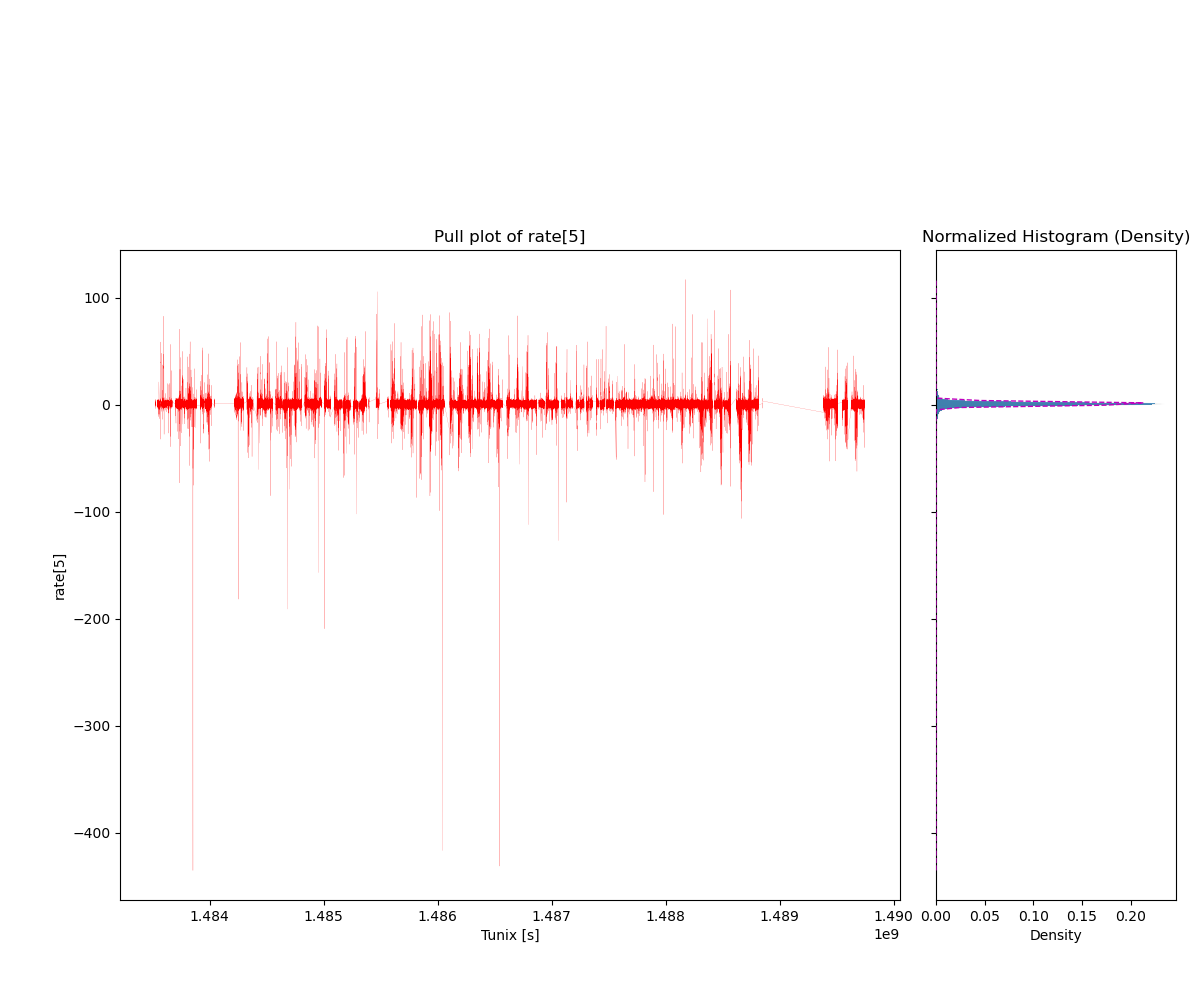 Pull plot of rate[5]
Normalized Histogram (Density)
100
0
−100
−200
−300
−400
rate[5]
1.484 1.485 1.486 1.487 1.488 1.489 1.490
1e9
Tunix [s]
0.00 0.05 0.10 0.15 0.20
Density